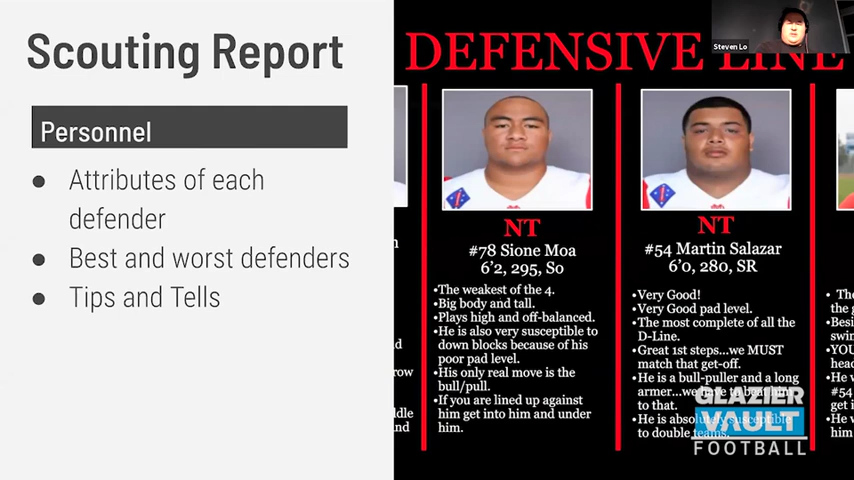 Scouting Report
Personnel
● Attributes of each
defender
● Best and worst defenders
● Tips and Tells
DEFENSIVE LINE
Steven Lo
NT
#78 Sione Moa
6’2, 295, So
•The weakest of the 4.
•Big body and tall.
•Plays high and off-balanced.
•He is also very susceptible to
down blocks because of his
poor pad level.
•His only real move is the
bull/pull.
•If you are lined up against
him get into him and under
him.
NT
#54 Martin Salazar
6’0, 280, SR
•Very Good!
•Very good pad level.
•The most complete of all the
D-Line.
•Great 1st steps...we MUST
match that get-off.
•He is a bull-puller and a long
armer...we have to beat him
to that.
•He is absolutely susceptible
to double teams.
GLAZIER
VAULT
FOOTBALL